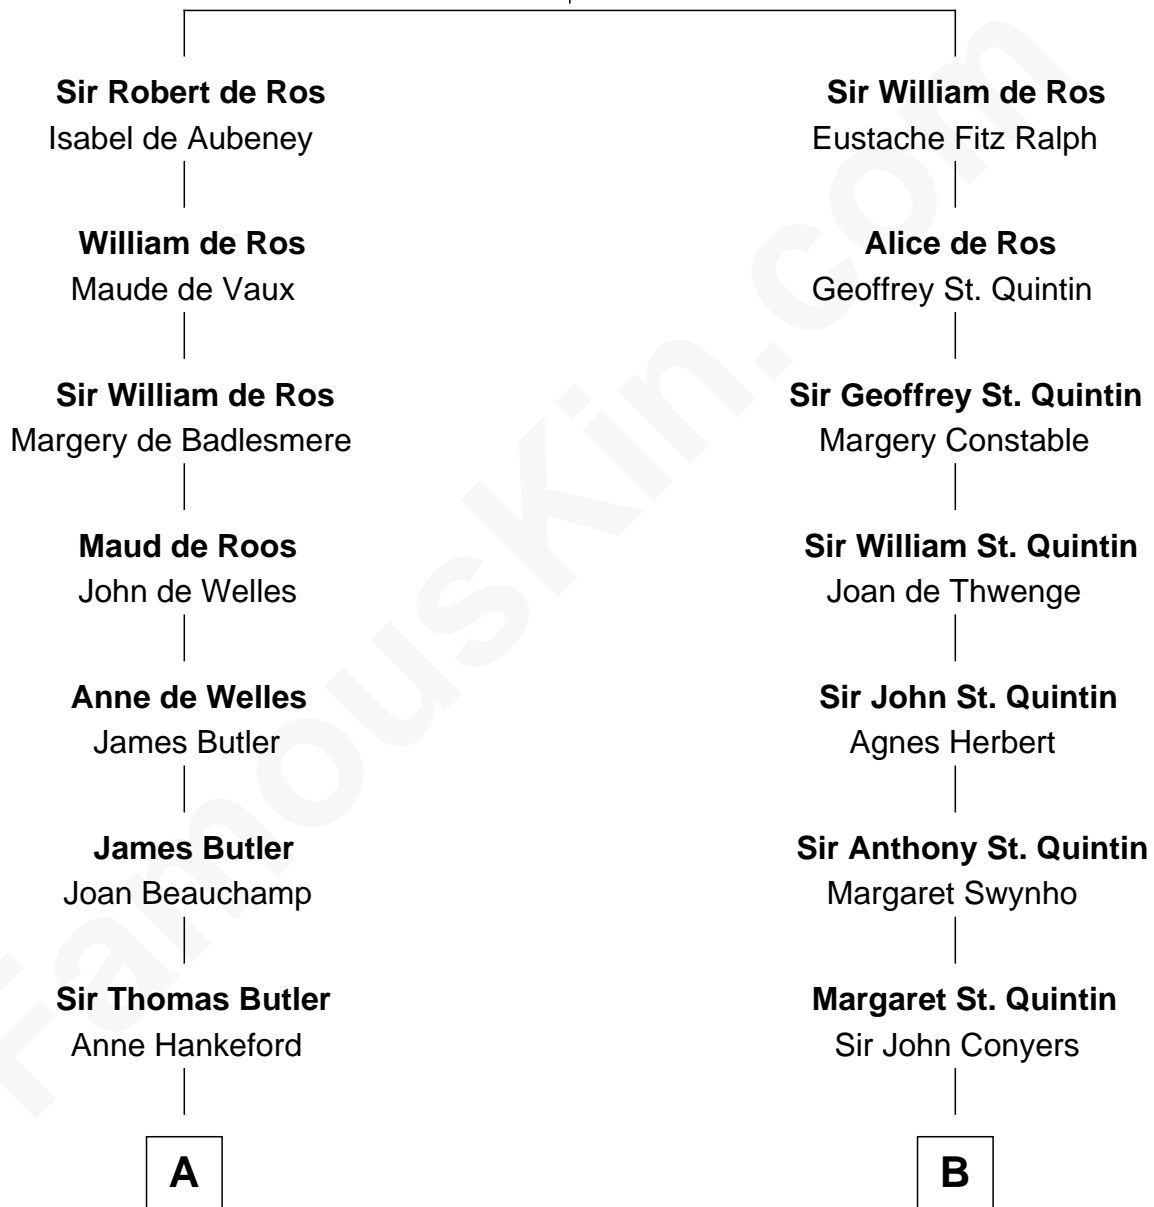 Sir Robert de Ros
Isabel de Aubeney
William de Ros
Maude de Vaux
Sir William de Ros
Margery de Badlesmere
Maud de Roos
John de Welles
Anne de Welles
James Butler
James Butler
Joan Beauchamp
Sir Thomas Butler
Anne Hankeford
A
Sir William de Ros
Eustache Fitz Ralph
Alice de Ros
Geoffrey St. Quintin
Sir Geoffrey St. Quintin
Margery Constable
Sir William St. Quintin
Joan de Thwenge
Sir John St. Quintin
Agnes Herbert
Sir Anthony St. Quintin
Margaret Swynho
Margaret St. Quintin
Sir John Conyers
B
FamousKin.com